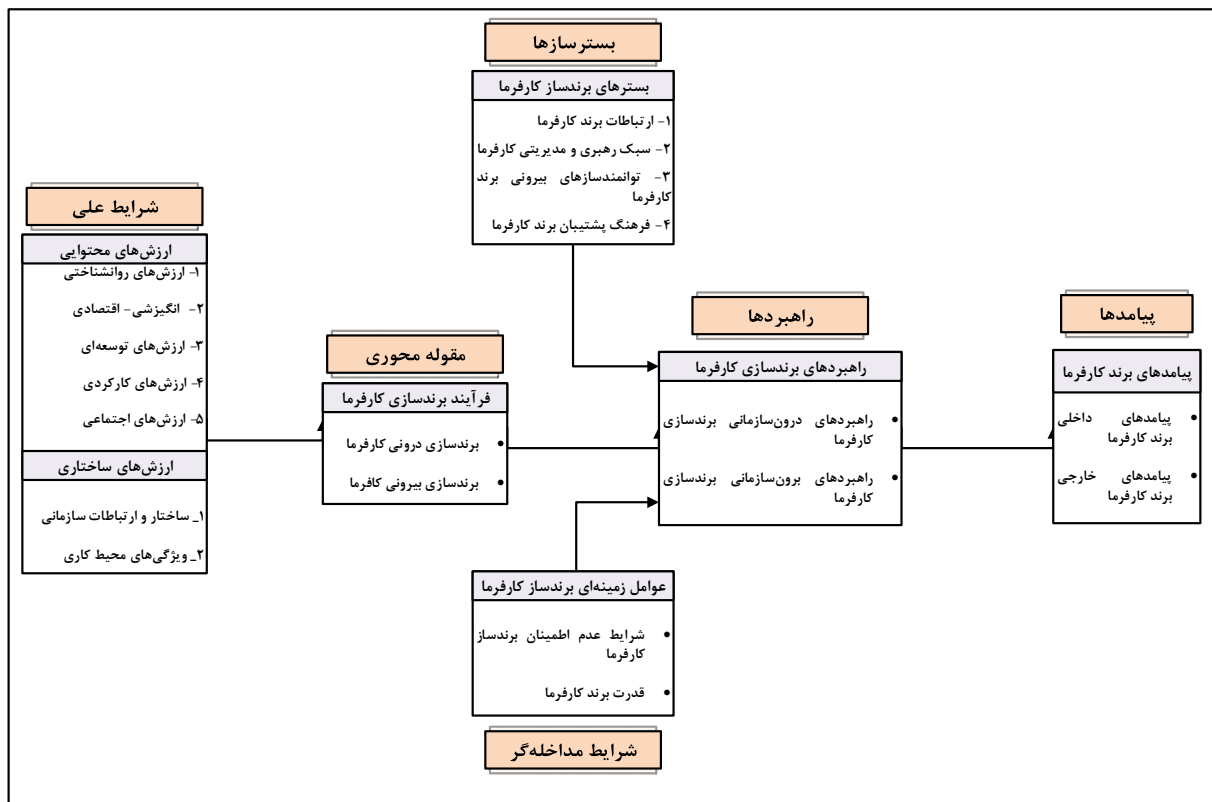 بسترسازها
بسترهای برندساز کارفرما
۱- ارتباطات برند کارفرما
۲- سبک رهبری و مدیریتی کارفرما
۳- توانمندسازهای بیرونی برند
کارفرما
۴- فرهنگ پشتیبان برند کارفرما
شرایط علی
ارزش‌های محتوایی
۱- ارزش‌های روانشناختی
۲- انگیزشی- اقتصادی
۳- ارزش‌های توسعه‌ای
۴- ارزش‌های کارکردی
۵- ارزش‌های اجتماعی
ارزش‌های ساختاری
۱_ ساختار و ارتباطات سازمانی
۲_ ویژگی‌های محیط کاری
مقوله محوری
فرآیند برندسازی کارفرما
• برندسازی درونی کارفرما
• برندسازی بیرونی کافرما
راهبردها
راهبردهای برندسازی کارفرما
• راهبردهای درون‌سازمانی برندسازی
کارفرما
• راهبردهای برون‌سازمانی برندسازی
کارفرما
پیامدها
پیامدهای برند کارفرما
• پیامدهای داخلی
برند کارفرما
• پیامدهای خارجی
برند کارفرما
عوامل زمینه‌ای برندساز کارفرما
• شرایط عدم اطمینان برندساز
کارفرما
• قدرت برند کارفرما
شرایط مداخله‌گر